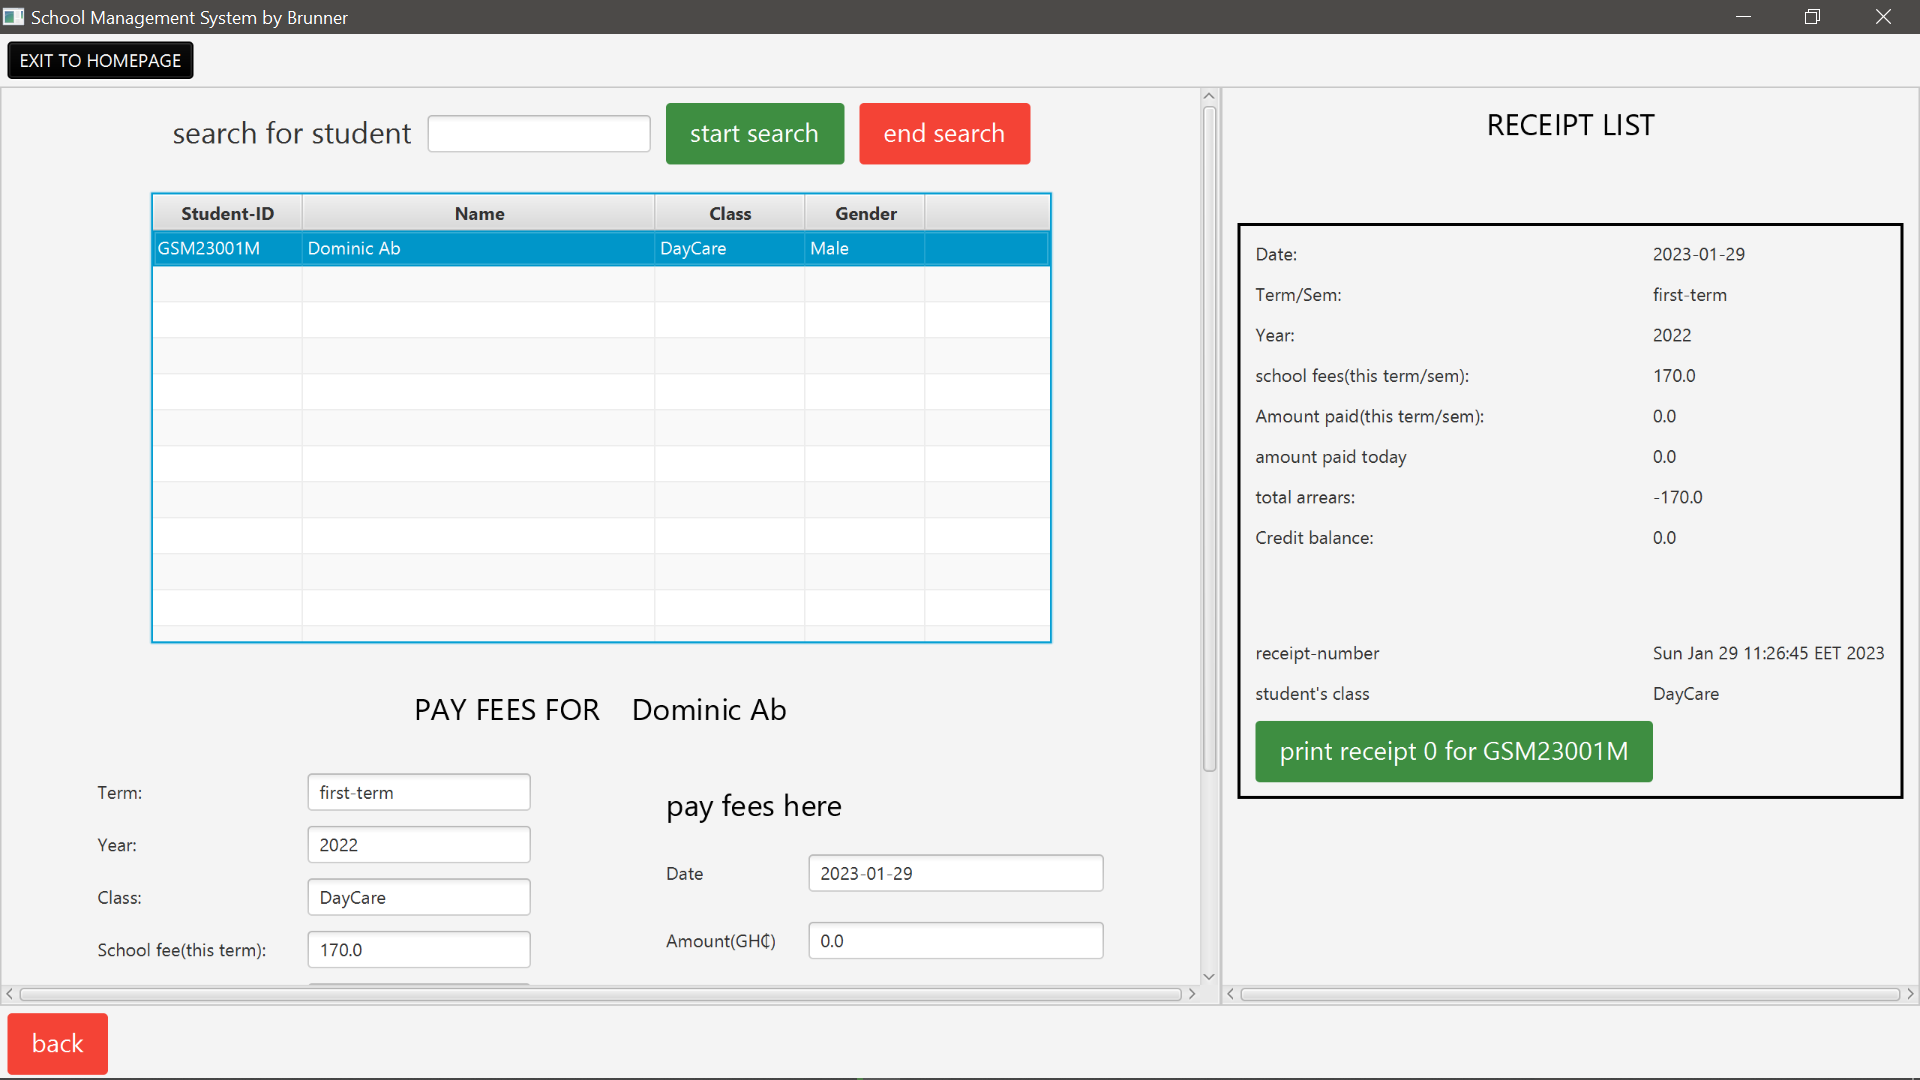 School Management System by Brunner
EXIT TO HOMEPAGE
search for student
start search
end search
Student-ID Name Class Gender
GSM23001M Dominic Ab DayCare Male
PAY FEES FOR Dominic Ab
Term: first-term
Year: 2022
Class: DayCare
School fee(this term): 170.0
pay fees here
Date 2023-01-29
Amount(GH₵) 0.0
RECEIPT LIST
Date: 2023-01-29
Term/Sem: first-term
Year: 2022
school fees(this term/sem): 170.0
Amount paid(this term/sem): 0.0
amount paid today 0.0
total arrears: -170.0
Credit balance: 0.0
receipt-number Sun Jan 29 11:26:45 EET 2023
student's class DayCare
print receipt 0 for GSM23001M
back